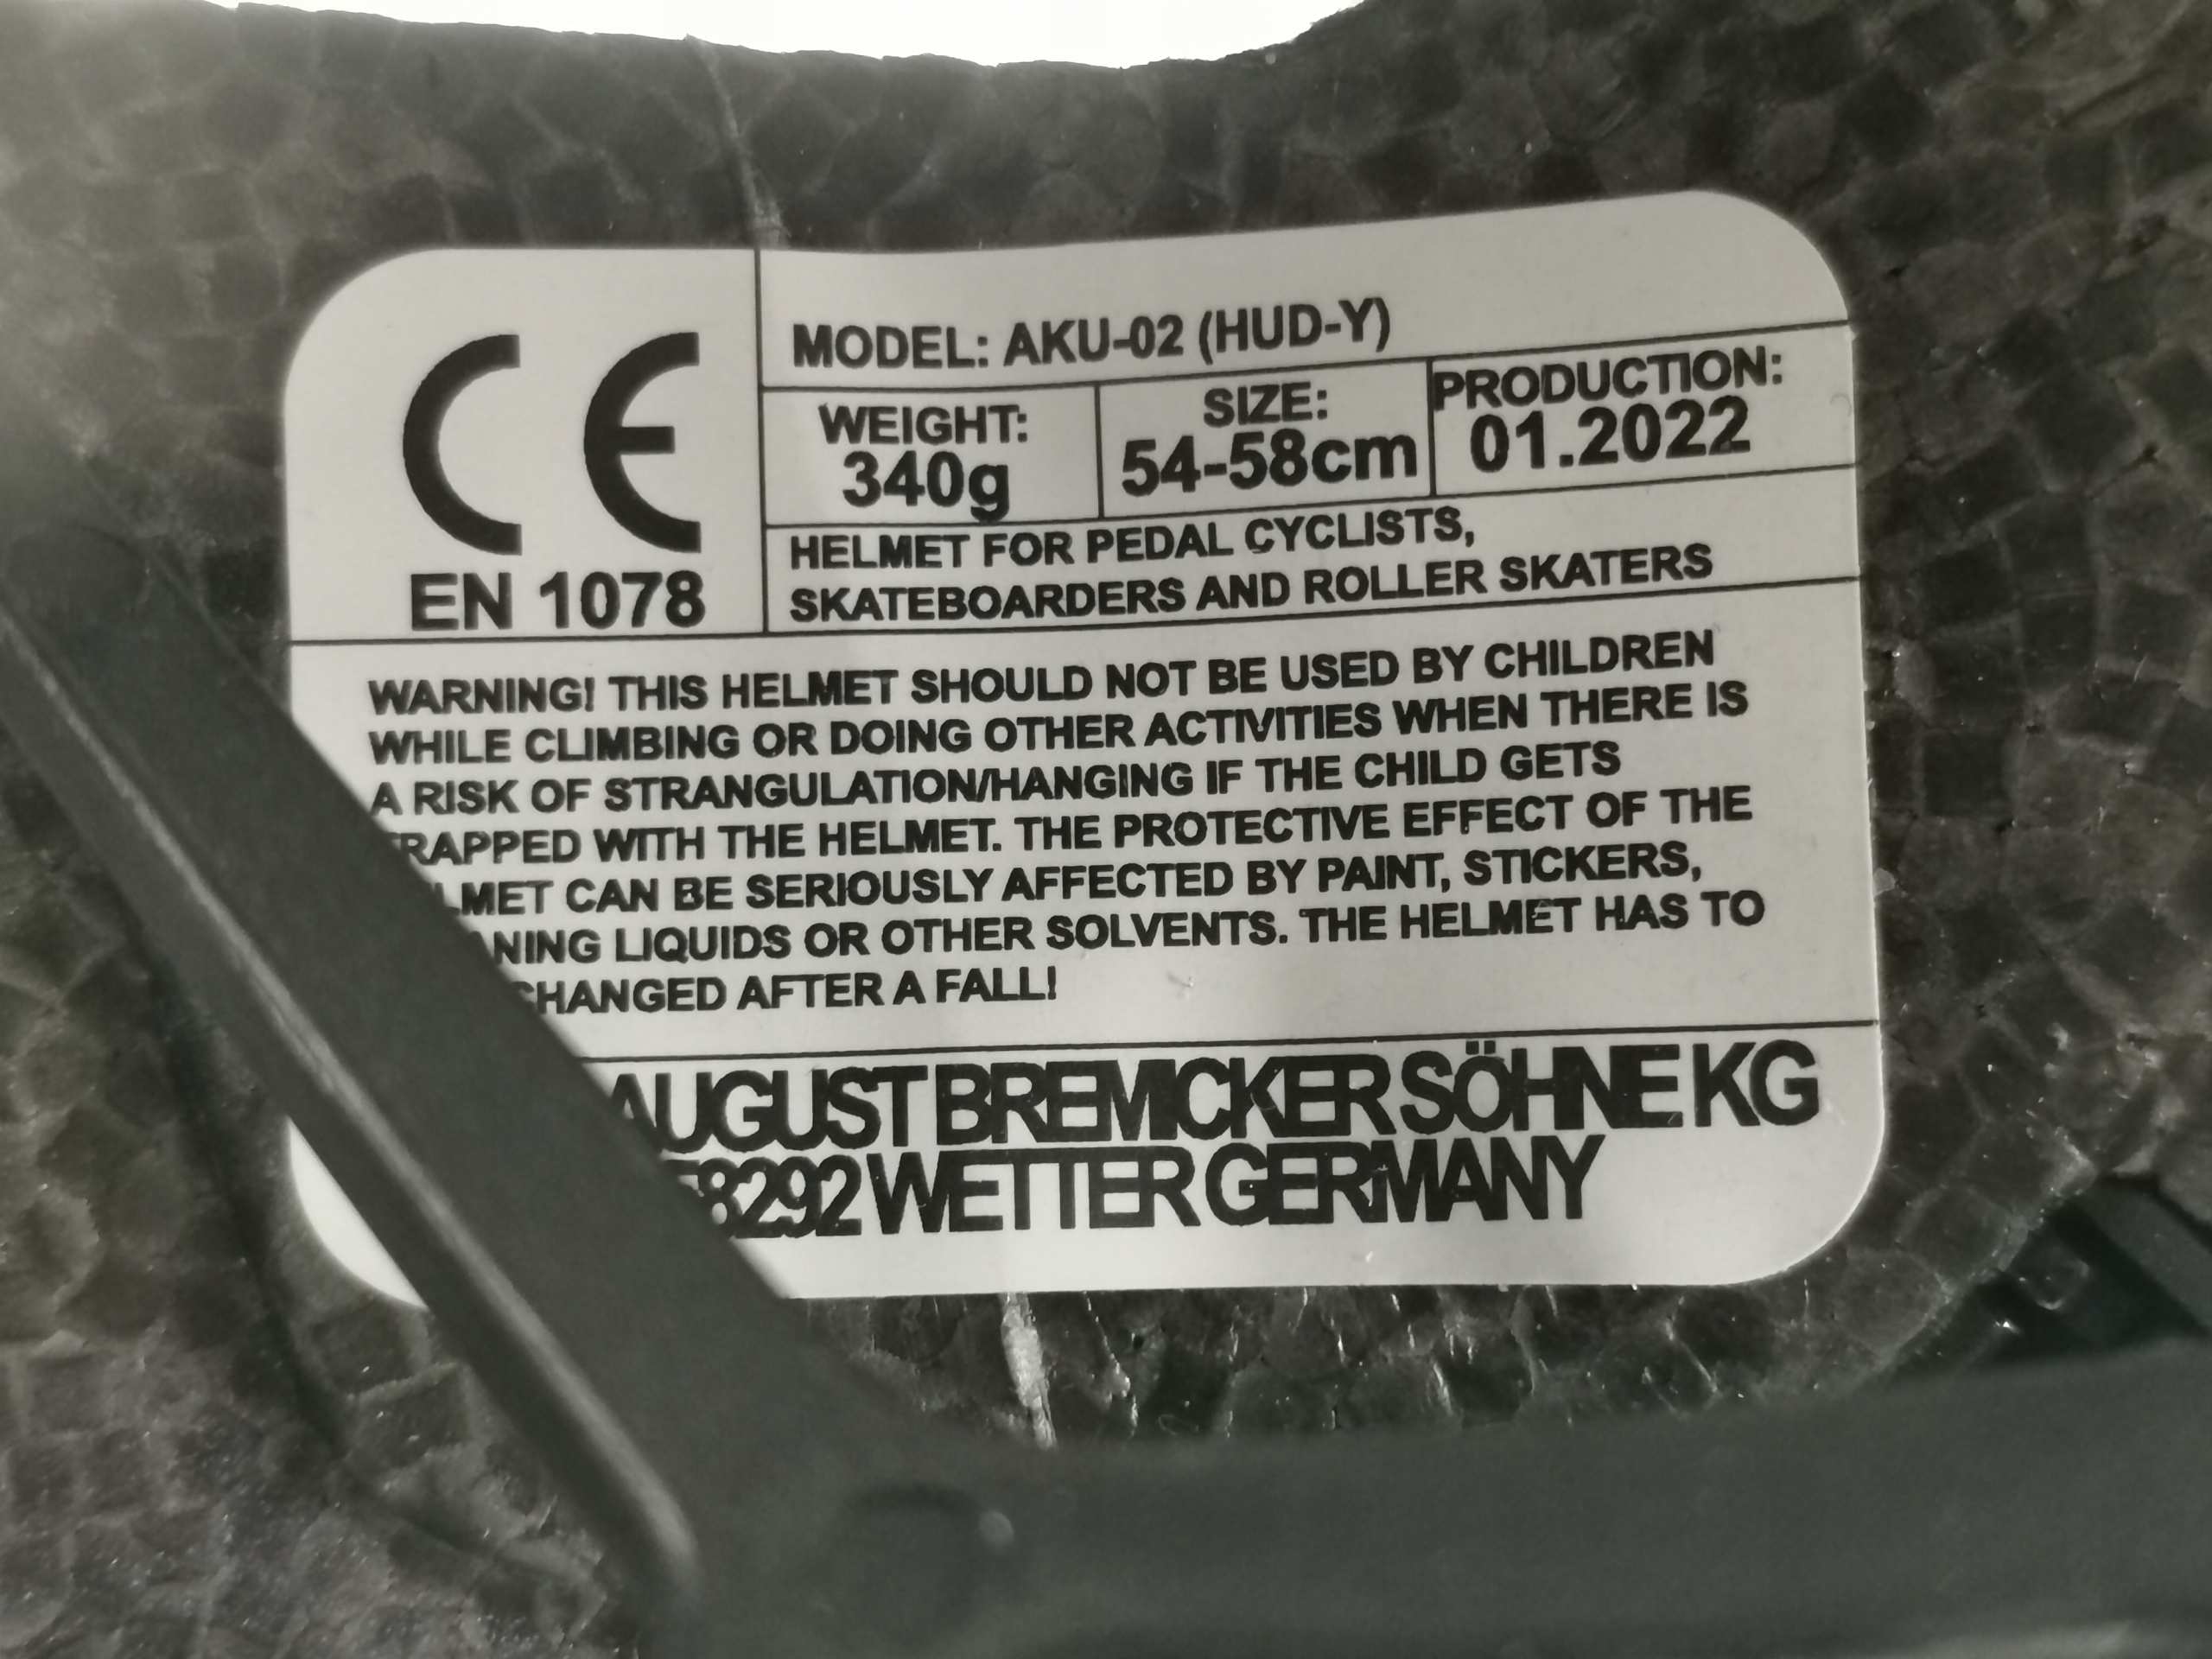 CE
EN 1078
MODEL: AKU-02 (HUD-Y)
WEIGHT:
340g
SIZE:
54-58cm
PRODUCTION:
01.2022
HELMET FOR PEDAL CYCLISTS,
SKATEBOARDERS AND ROLLER SKATERS
WARNING! THIS HELMET SHOULD NOT BE USED BY CHILDREN
WHILE CLIMBING OR DOING OTHER ACTIVITIES WHEN THERE IS
A RISK OF STRANGULATION/HANGING IF THE CHILD GETS
RAPPED WITH THE HELMET. THE PROTECTIVE EFFECT OF THE
LMET CAN BE SERIOUSLY AFFECTED BY PAINT, STICKERS,
NING LIQUIDS OR OTHER SOLVENTS. THE HELMET HAS TO
CHANGED AFTER A FALL!
AUGUST BREMICKER SÖHNE KG
58292 WETTER GERMANY